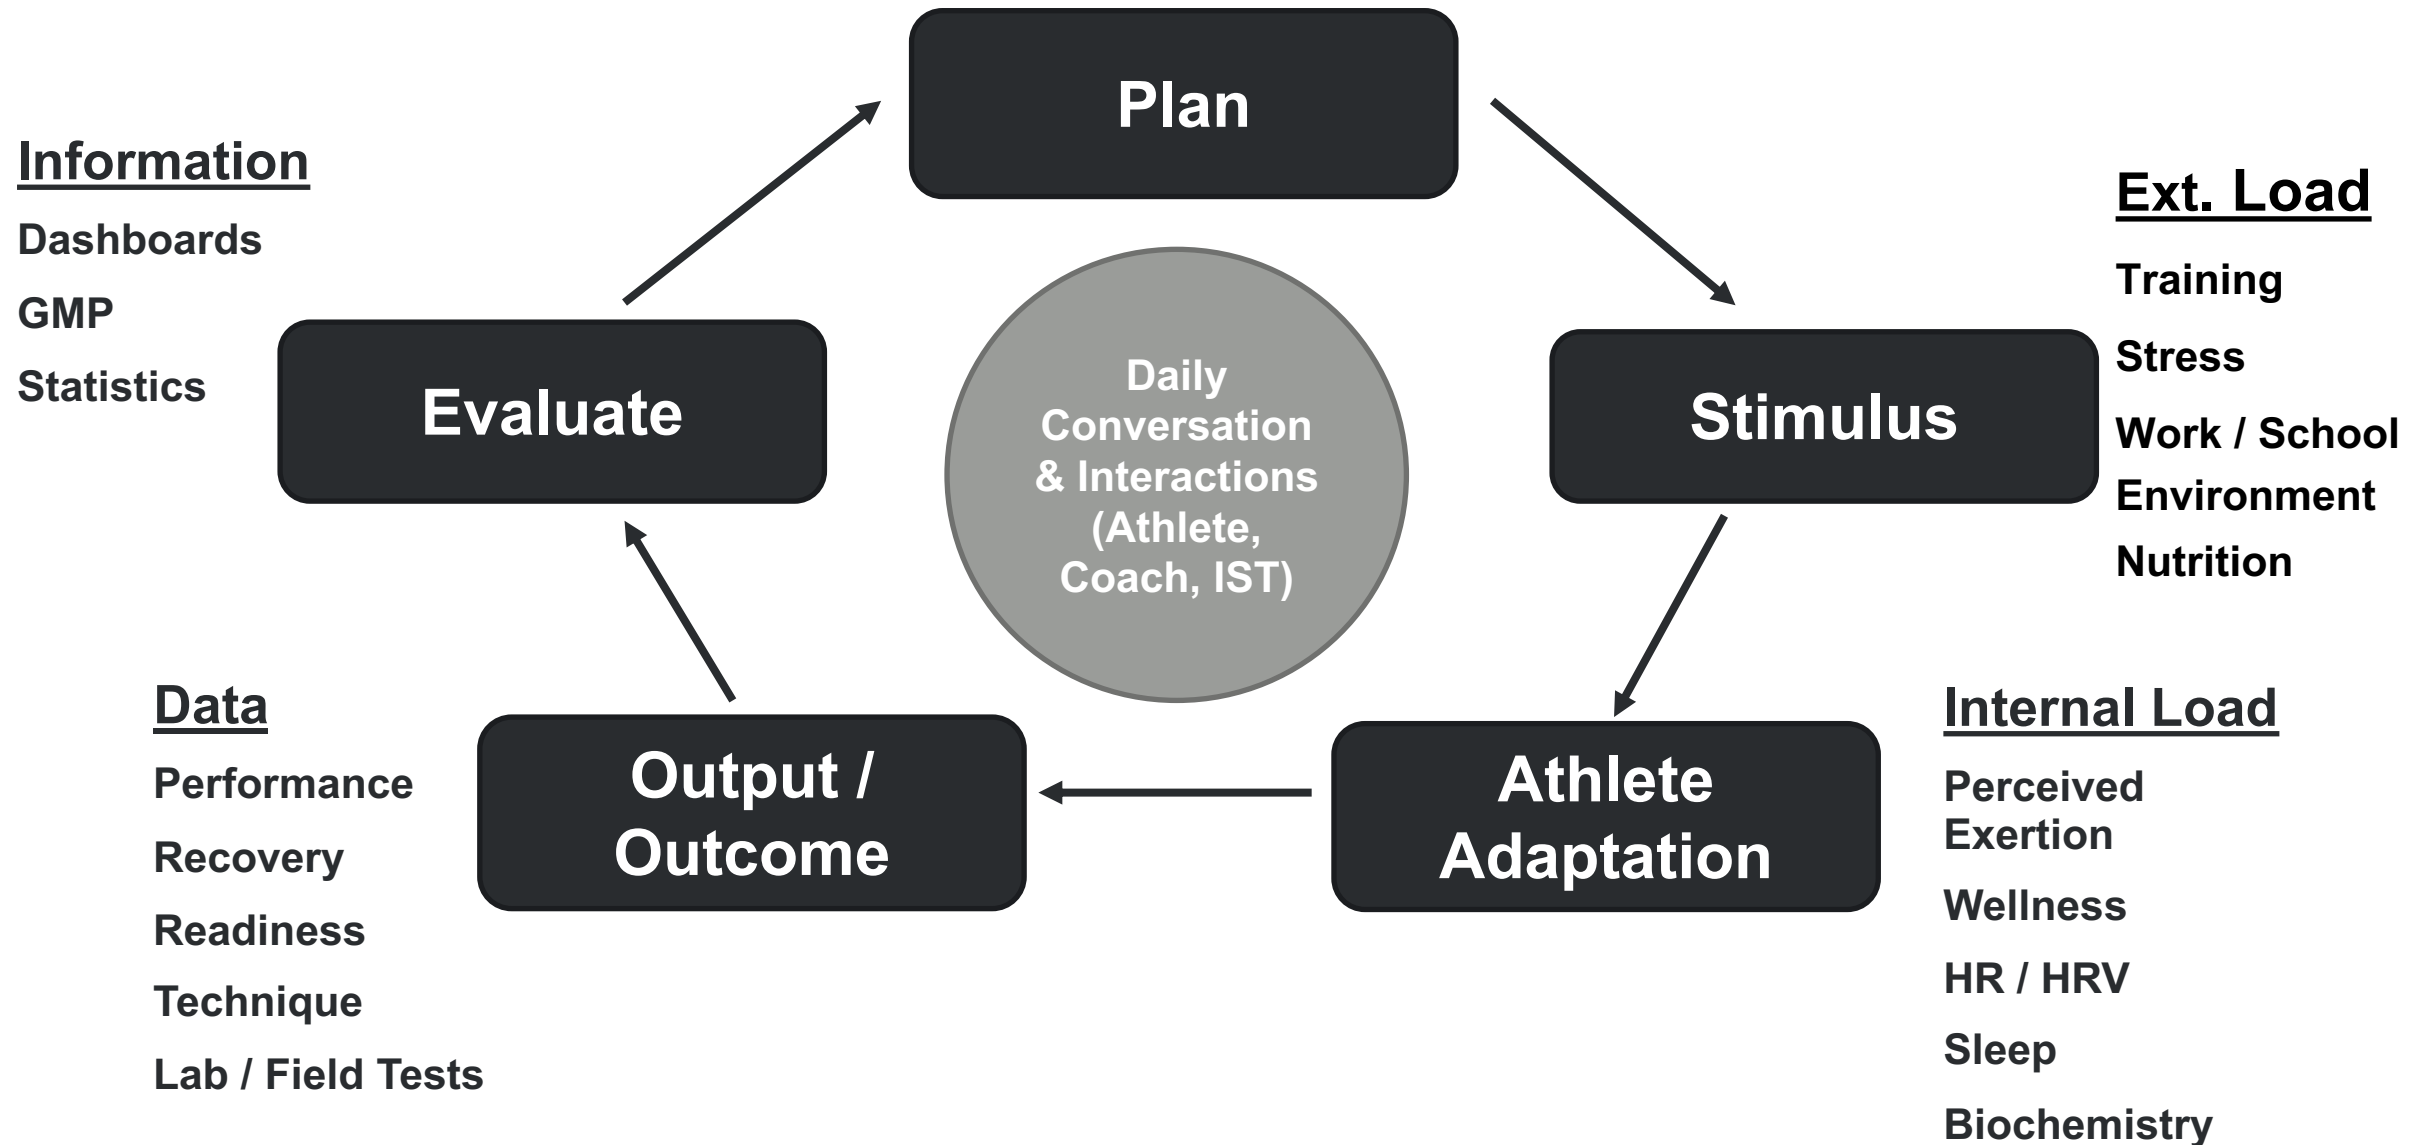 Plan
Information
Dashboards
GMP
Statistics
Evaluate
Daily
Conversation
& Interactions
(Athlete,
Coach, IST)
Stimulus
Ext. Load
Training
Stress
Work / School
Environment
Nutrition
Data
Performance
Recovery
Readiness
Technique
Lab / Field Tests
Output /
Outcome
Athlete
Adaptation
Internal Load
Perceived
Exertion
Wellness
HR / HRV
Sleep
Biochemistry